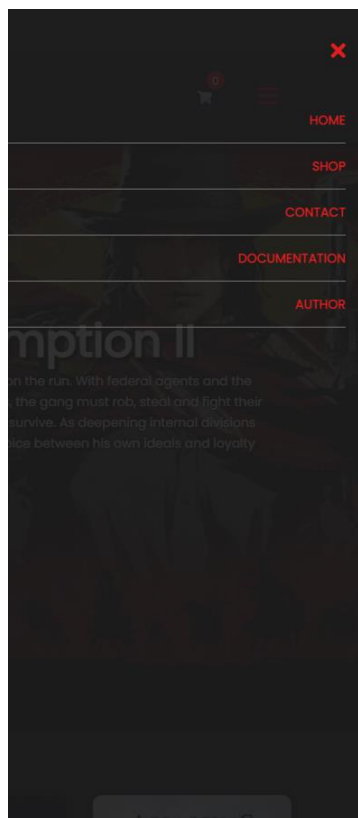 0
HOME
SHOP
CONTACT
DOCUMENTATION
AUTHOR
mption II
on the run. With federal agents and the
, the gang must rob, steal and fight their
survive. As deepening internal divisions
between his own ideals and loyalty